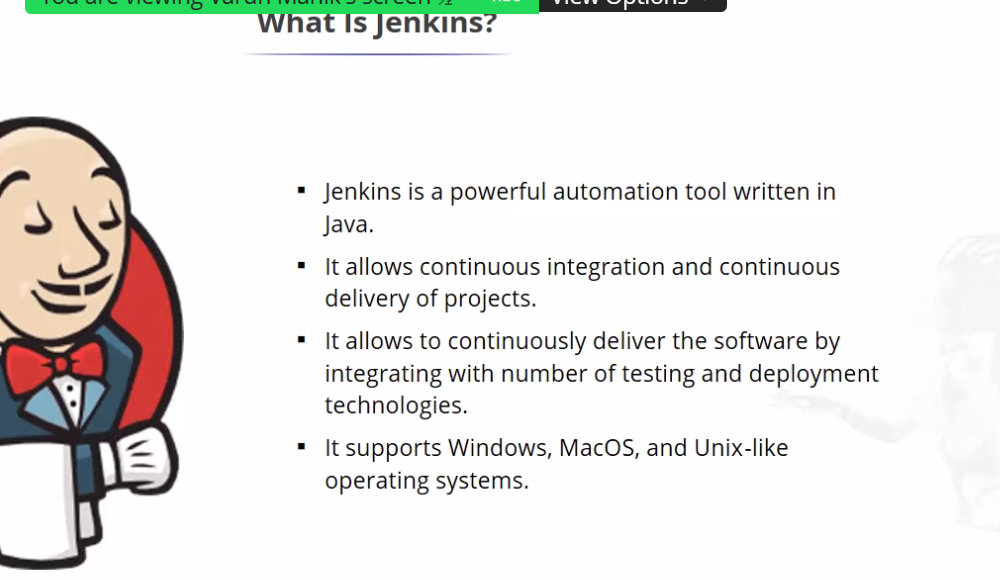 You are viewing Varun Manik's screen
View Options
What Is Jenkins?
▪ Jenkins is a powerful automation tool written in
Java.
▪ It allows continuous integration and continuous
delivery of projects.
▪ It allows to continuously deliver the software by
integrating with number of testing and deployment
technologies.
▪ It supports Windows, MacOS, and Unix-like
operating systems.